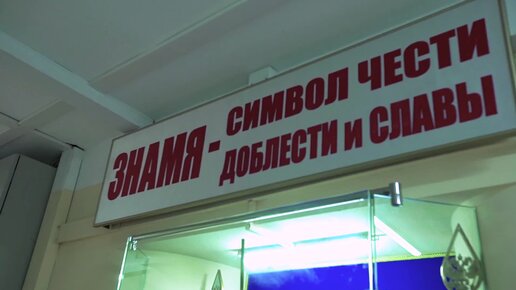 ЗНАМЯ - СИМВОЛ ЧЕСТИ
ДОБЛЕСТИ И СЛАВЫ